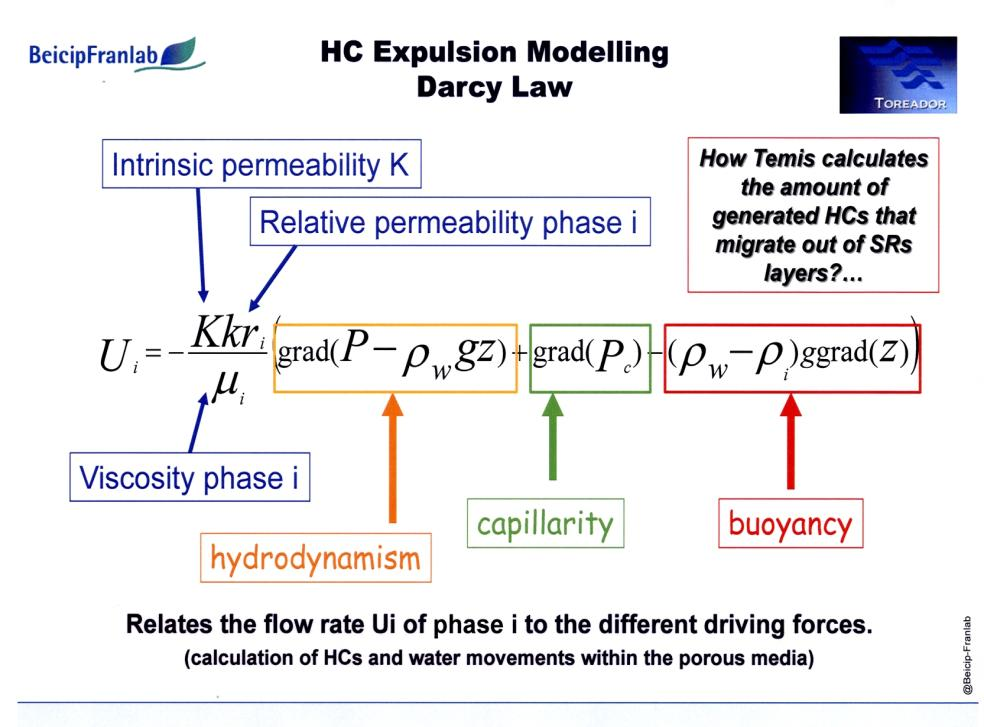 BeicipFranlab
HC Expulsion Modelling
Darcy Law
TOREADOR
Intrinsic permeability K
Relative permeability phase i
How Temis calculates
the amount of
generated HCs that
migrate out of SRs
layers?...
U_i = - Kkr_i / μ_i (grad(P - ρ_w gz) + grad(P_c) - (ρ_w - ρ_i)ggrad(z))
Viscosity phase i
hydrodynamism
capillarity
buoyancy
Relates the flow rate Ui of phase i to the different driving forces.
(calculation of HCs and water movements within the porous media)
@Beicip-Franlab